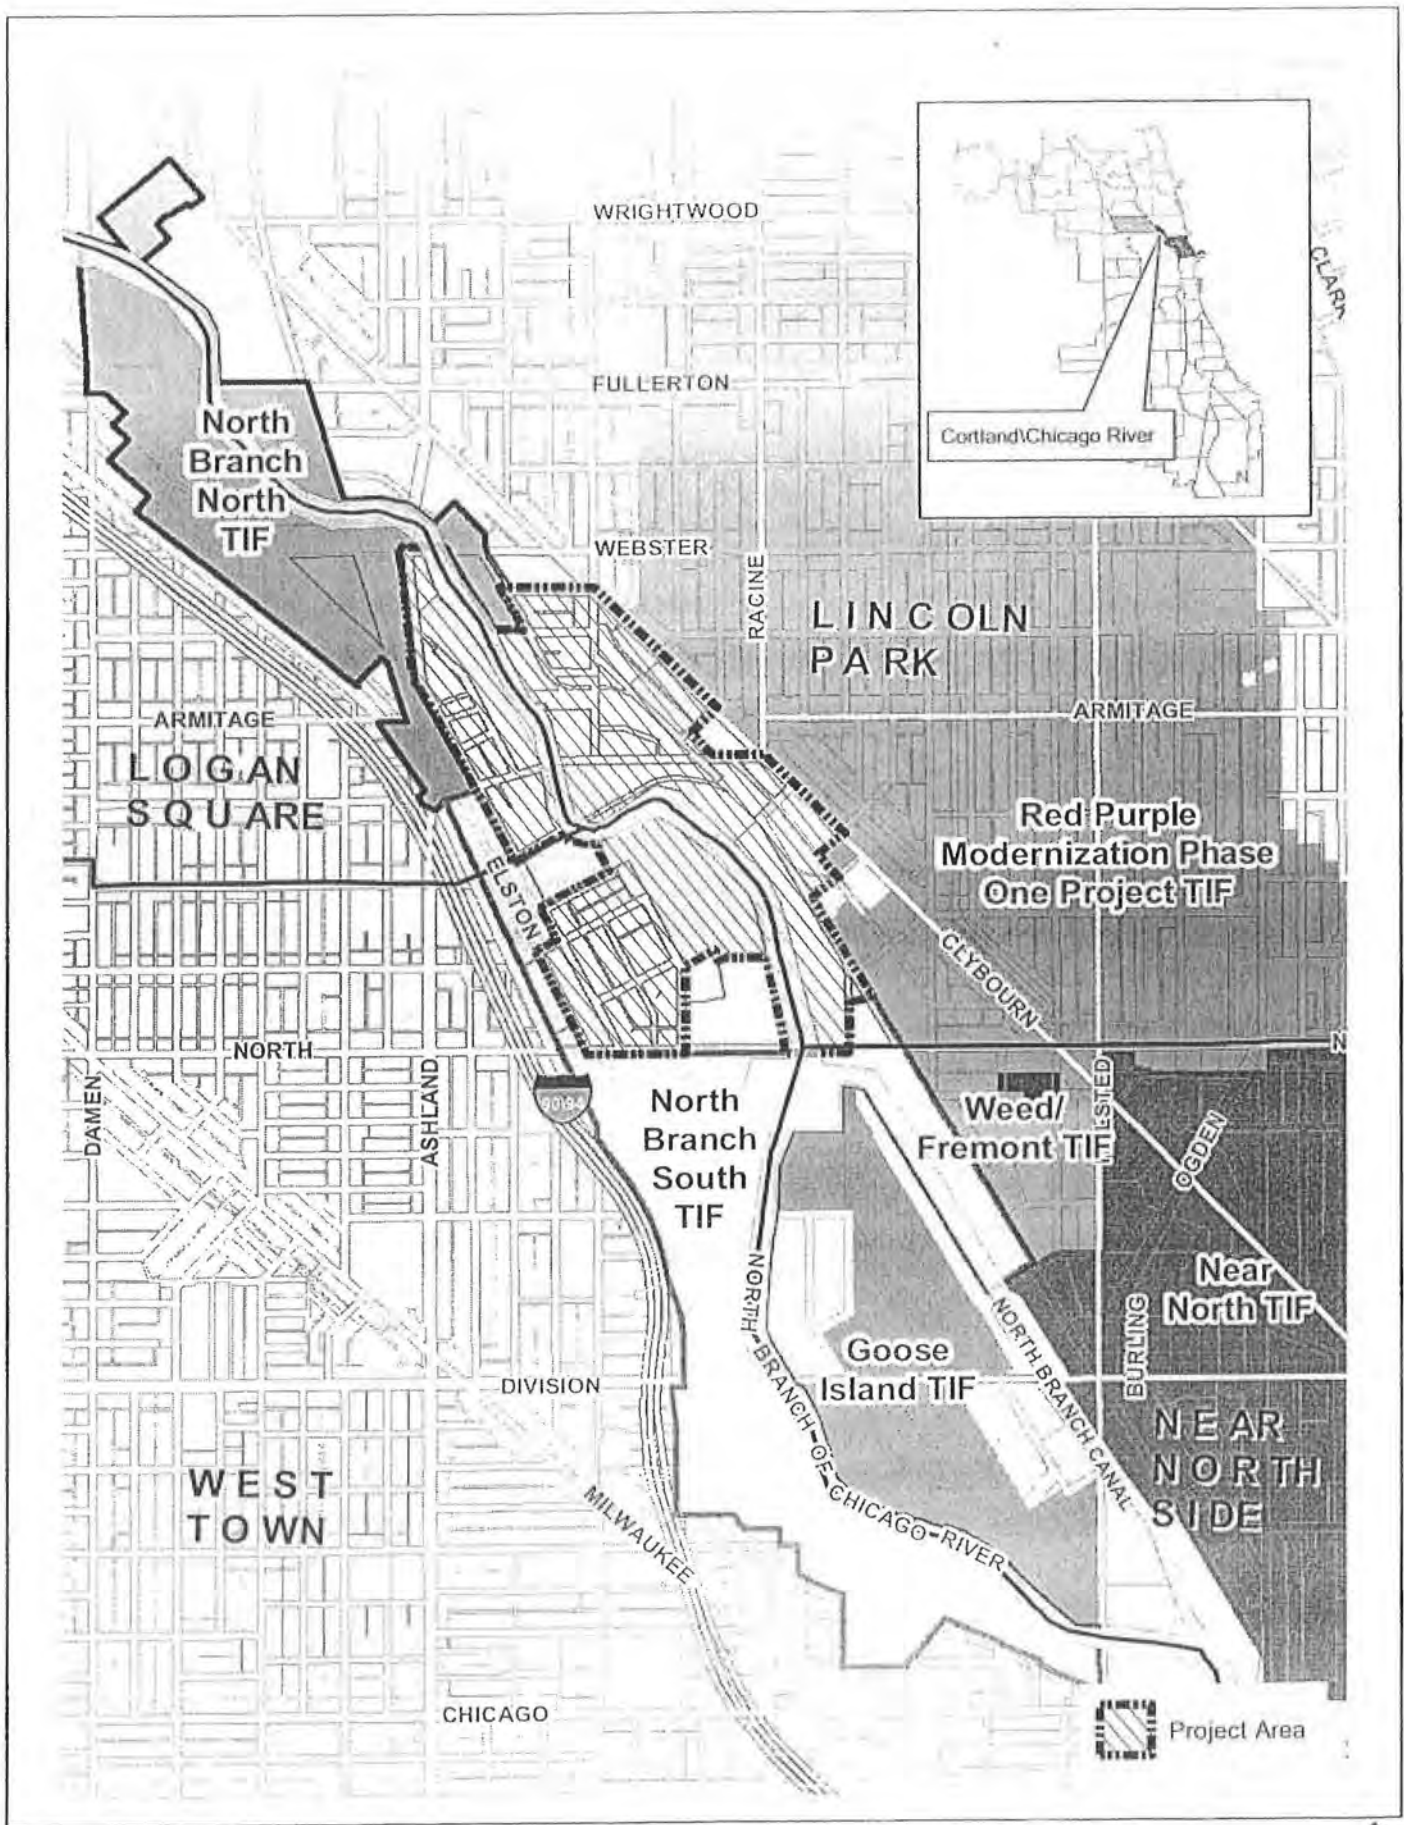 WRIGHTWOOD
CLARK
FULLERTON
Cortland\Chicago River
North
Branch
North
TIF
WEBSTER
RACINE
LINCOLN
PARK
ARMITAGE
ARMITAGE
LOGAN
SQUARE
Red Purple
Modernization Phase
One Project TIF
ELSTON
CLYBOURN
NORTH
N
90\94
DAMEN
ASHLAND
North
Branch
South
TIF
Weed/
Fremont TIF
LSTED
OGDEN
Near
North TIF
NORTH BRANCH OF CHICAGO RIVER
NORTH BRANCH CANAL
BURLING
Goose
Island TIF
DIVISION
NEAR
NORTH
SIDE
WEST
TOWN
MILWAUKEE
CHICAGO
Project Area